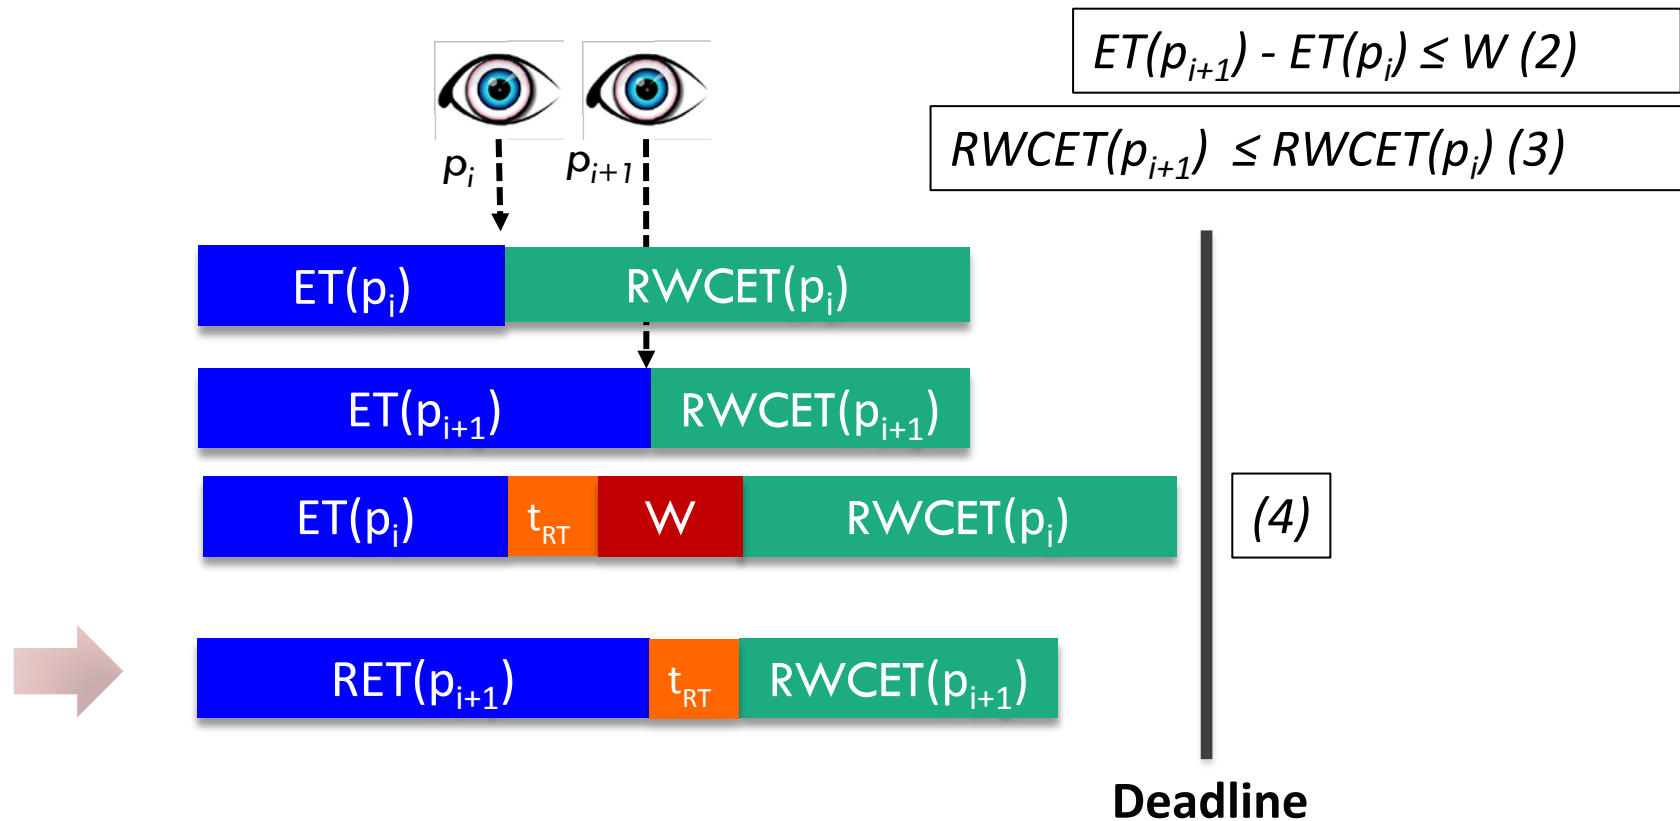 ET(pi+1) - ET(pi) ≤ W (2)
RWCET(pi+1) ≤ RWCET(pi) (3)
pi
pi+1
ET(pi) RWCET(pi)
ET(pi+1) RWCET(pi+1)
ET(pi) tRT W RWCET(pi)
(4)
RET(pi+1) tRT RWCET(pi+1)
Deadline